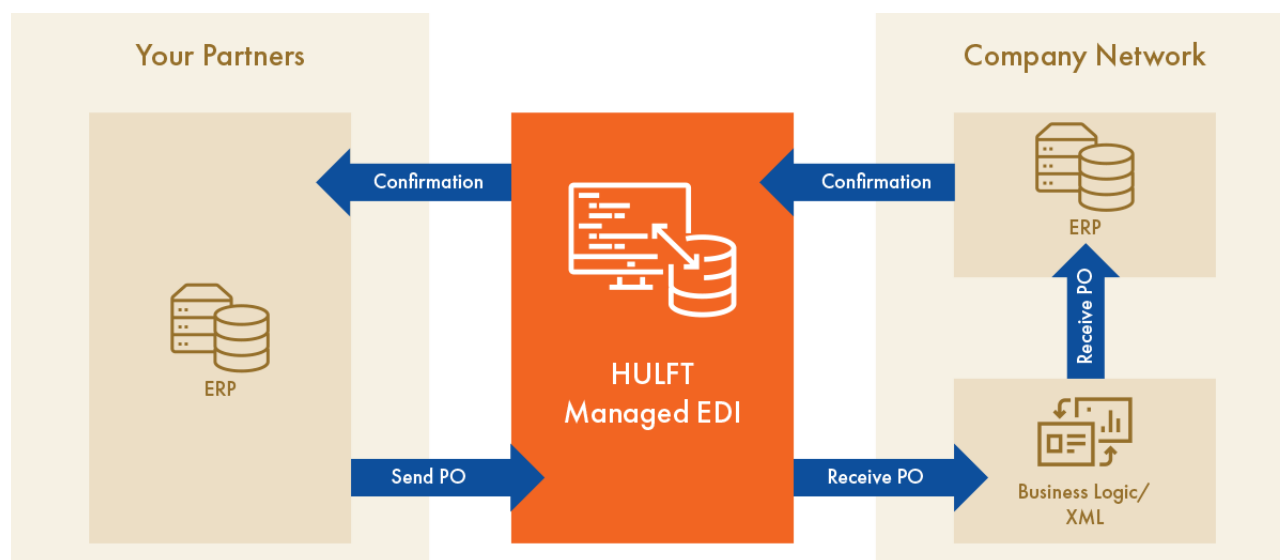 Your Partners
Company Network
Confirmation
Confirmation
ERP
Receive PO
ERP
HULFT
Managed EDI
Send PO
Receive PO
Business Logic/
XML